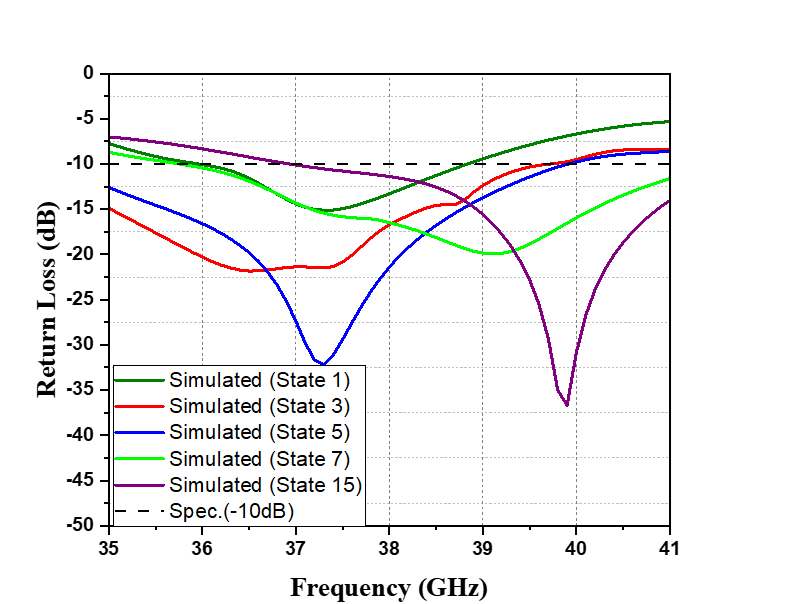 0
-5
-10
-15
-20
-25
-30
-35
-40
-45
-50
Return Loss (dB)
Simulated (State 1)
Simulated (State 3)
Simulated (State 5)
Simulated (State 7)
Simulated (State 15)
Spec.(-10dB)
35 36 37 38 39 40 41
Frequency (GHz)